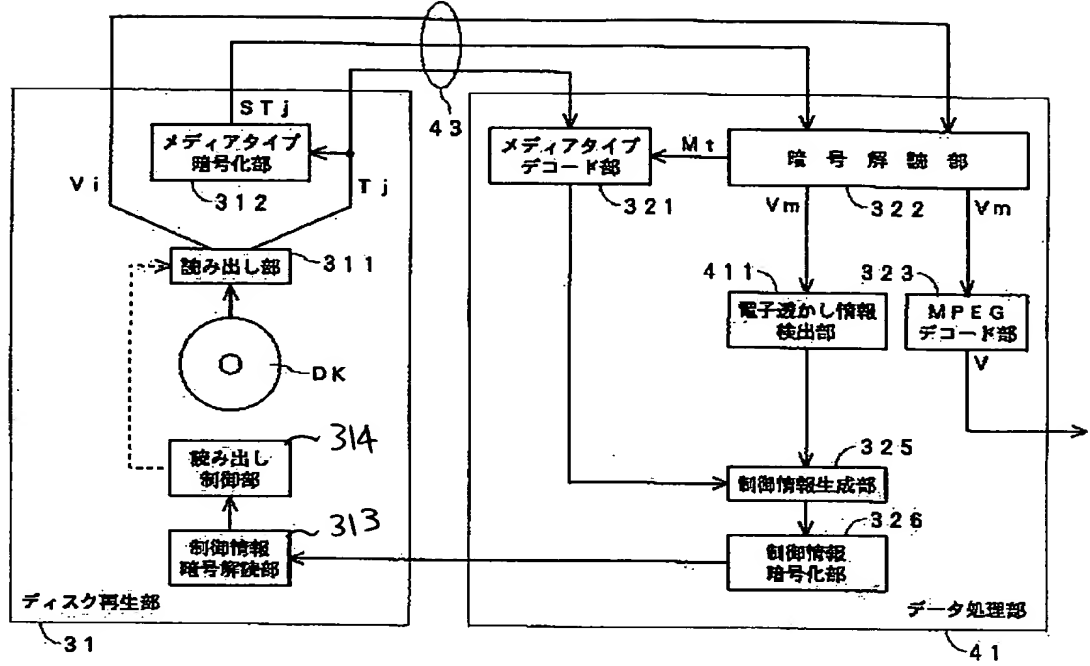 43
STj
メディアタイプ
暗号化部
312
Vi
Tj
読み出し部
311
DK
314
読み出し
制御部
313
制御情報
暗号解読部
ディスク再生部
31
メディアタイプ
デコード部
321
Mt
暗号解読部
322
Vm
Vm
411
電子透かし情報
検出部
323
MPEG
デコード部
V
325
制御情報生成部
326
制御情報
暗号化部
データ処理部
41